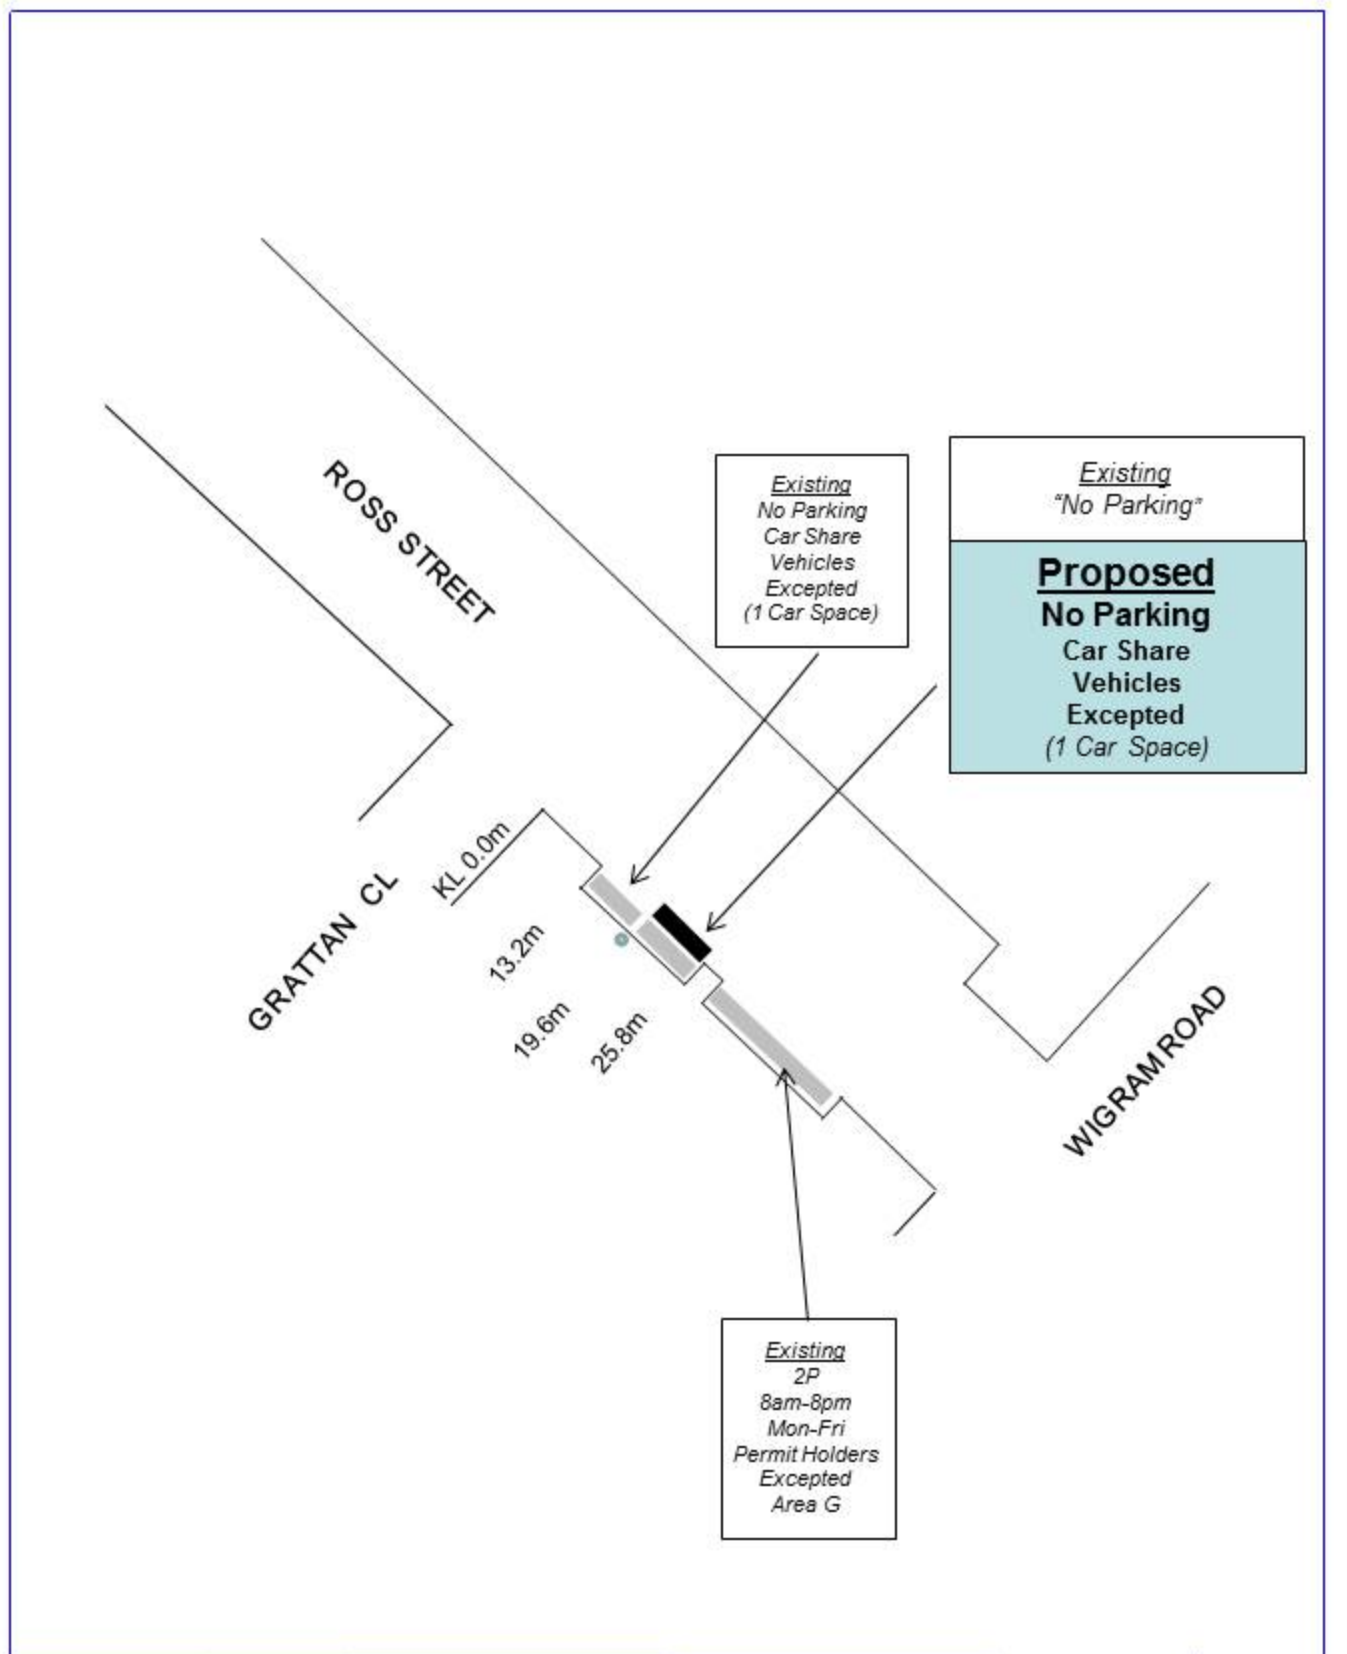 ROSS STREET
Existing
No Parking
Car Share
Vehicles
Excepted
(1 Car Space)
Existing
"No Parking"
Proposed
No Parking
Car Share
Vehicles
Excepted
(1 Car Space)
KL 0.0m
GRATTAN CL
13.2m
19.6m
25.8m
WIGRAM ROAD
Existing
2P
8am-8pm
Mon-Fri
Permit Holders
Excepted
Area G